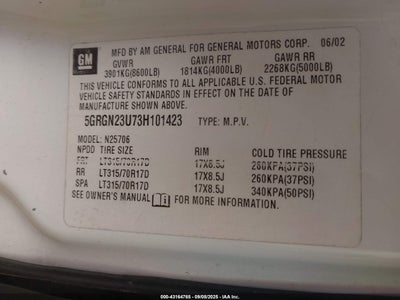 GM
MFD BY AM GENERAL FOR GENERAL MOTORS CORP. 06/02
GVWR GAWR FRT GAWR RR
3901KG(8600LB) 1814KG(4000LB) 2268KG(5000LB)
THIS VEHICLE CONFORMS TO ALL APPLICABLE U.S. FEDERAL MOTOR
VEHICLE SAFETY STANDARDS IN EFFECT ON THE DATE OF
MANUFACTURE SHOWN ABOVE.
5GRGN23U73H101423 TYPE: M.P.V.
MODEL: N25706
NPDD TIRE SIZE RIM COLD TIRE PRESSURE
FRT LT315/70R17D 17X8.5J 260KPA(37PSI)
RR LT315/70R17D 17X8.5J 260KPA(37PSI)
SPA LT315/70R17D 17X8.5J 340KPA(50PSI)
SEE OWNER'S MANUAL FOR MORE INFORMATION.
000-43164765 - 09/09/2025 - © IAA, LLC